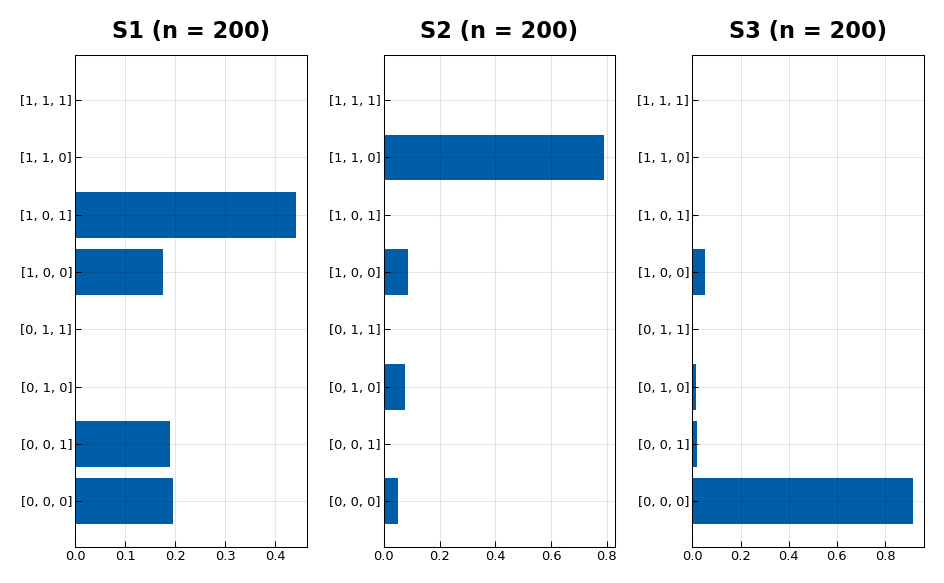 S1 (n = 200)
[1, 1, 1]
[1, 1, 0]
[1, 0, 1]
[1, 0, 0]
[0, 1, 1]
[0, 1, 0]
[0, 0, 1]
[0, 0, 0]
0.0 0.1 0.2 0.3 0.4
S2 (n = 200)
[1, 1, 1]
[1, 1, 0]
[1, 0, 1]
[1, 0, 0]
[0, 1, 1]
[0, 1, 0]
[0, 0, 1]
[0, 0, 0]
0.0 0.2 0.4 0.6 0.8
S3 (n = 200)
[1, 1, 1]
[1, 1, 0]
[1, 0, 1]
[1, 0, 0]
[0, 1, 1]
[0, 1, 0]
[0, 0, 1]
[0, 0, 0]
0.0 0.2 0.4 0.6 0.8